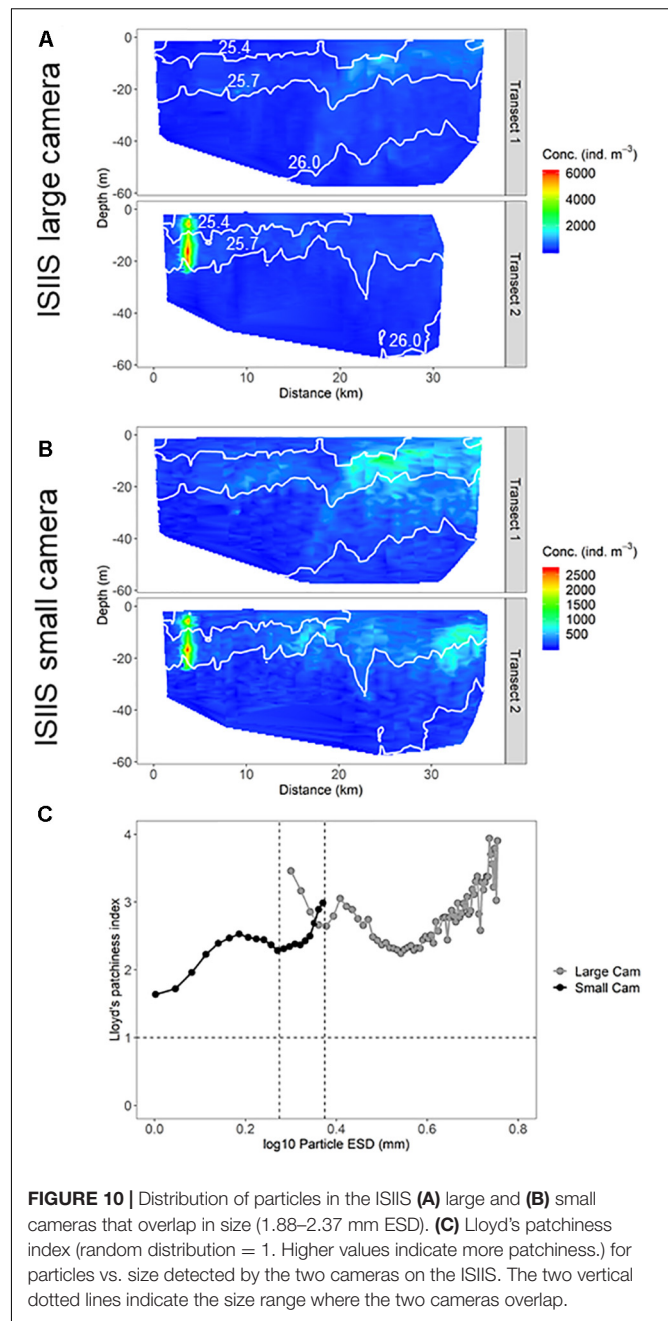 A
ISIIS large camera
Depth (m)
0
-20
-40
-60
25.4
25.7
26.0
Transect 1
0
-20
-40
-60
25.4
25.7
26.0
Transect 2
0
10
20
30
Distance (km)
Conc. (ind. m⁻³)
6000
4000
2000
B
ISIIS small camera
Depth (m)
0
-20
-40
-60
Transect 1
0
-20
-40
-60
Transect 2
0
10
20
30
Distance (km)
Conc. (ind. m⁻³)
2500
2000
1500
1000
500
C
Lloyd's patchiness index
4
3
2
1
0
0.0
0.2
0.4
0.6
0.8
log10 Particle ESD (mm)
Large Cam
Small Cam
FIGURE 10 | Distribution of particles in the ISIIS (A) large and (B) small
cameras that overlap in size (1.88–2.37 mm ESD). (C) Lloyd's patchiness
index (random distribution = 1. Higher values indicate more patchiness.) for
particles vs. size detected by the two cameras on the ISIIS. The two vertical
dotted lines indicate the size range where the two cameras overlap.